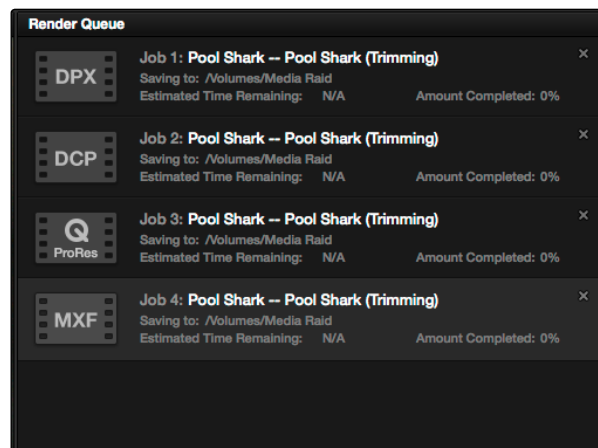 Render Queue
DPX
Job 1: Pool Shark -- Pool Shark (Trimming)
Saving to: /Volumes/Media Raid
Estimated Time Remaining: N/A Amount Completed: 0%
DCP
Job 2: Pool Shark -- Pool Shark (Trimming)
Saving to: /Volumes/Media Raid
Estimated Time Remaining: N/A Amount Completed: 0%
Q
ProRes
Job 3: Pool Shark -- Pool Shark (Trimming)
Saving to: /Volumes/Media Raid
Estimated Time Remaining: N/A Amount Completed: 0%
MXF
Job 4: Pool Shark -- Pool Shark (Trimming)
Saving to: /Volumes/Media Raid
Estimated Time Remaining: N/A Amount Completed: 0%